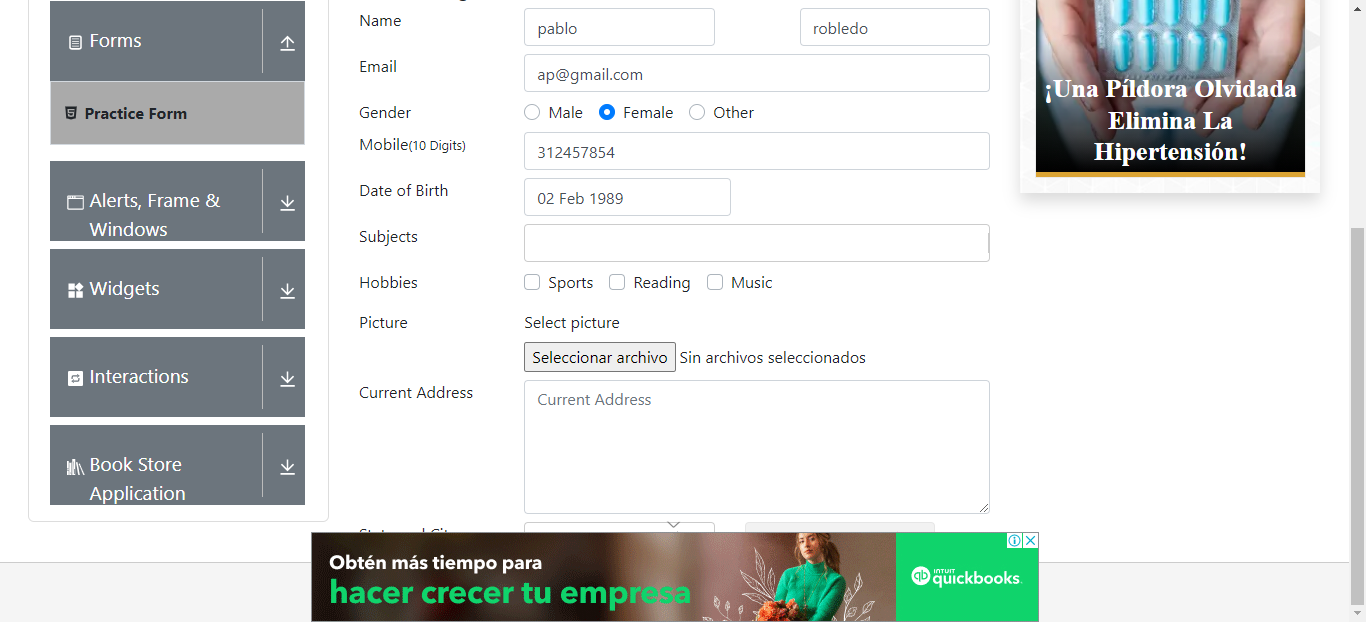 Forms
Practice Form
Alerts, Frame &
Windows
Widgets
Interactions
Book Store
Application
Name
pablo
robledo
Email
ap@gmail.com
Gender
Male
Female
Other
Mobile(10 Digits)
312457854
Date of Birth
02 Feb 1989
Subjects
Hobbies
Sports
Reading
Music
Picture
Select picture
Seleccionar archivo Sin archivos seleccionados
Current Address
Current Address
¡Una Píldora Olvidada
Elimina La
Hipertensión!
Obtén más tiempo para
hacer crecer tu empresa
INTUIT
quickbooks.